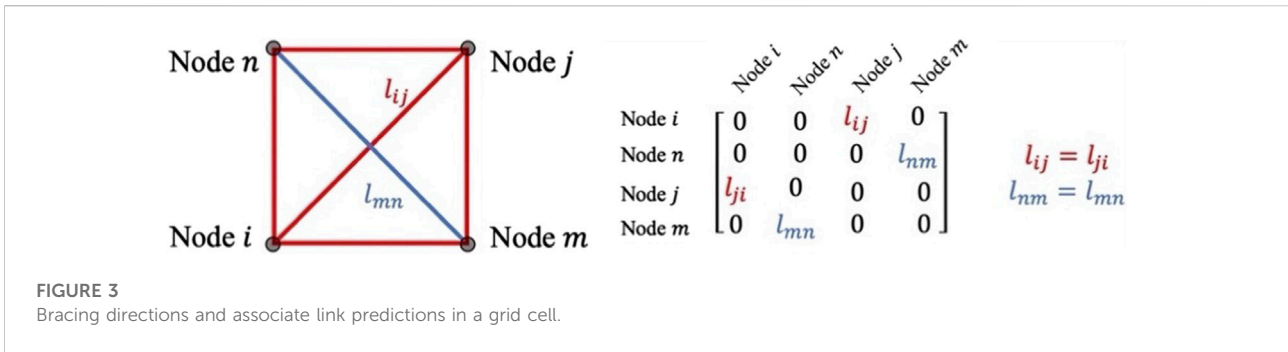 Node n
Node j
l_ij
l_mn
Node i
Node m
Node i Node n Node j Node m
Node i 0 0 l_ij 0
Node n 0 0 0 l_nm
Node j l_ji 0 0 0
Node m 0 l_mn 0 0
l_ij = l_ji
l_nm = l_mn
FIGURE 3
Bracing directions and associate link predictions in a grid cell.